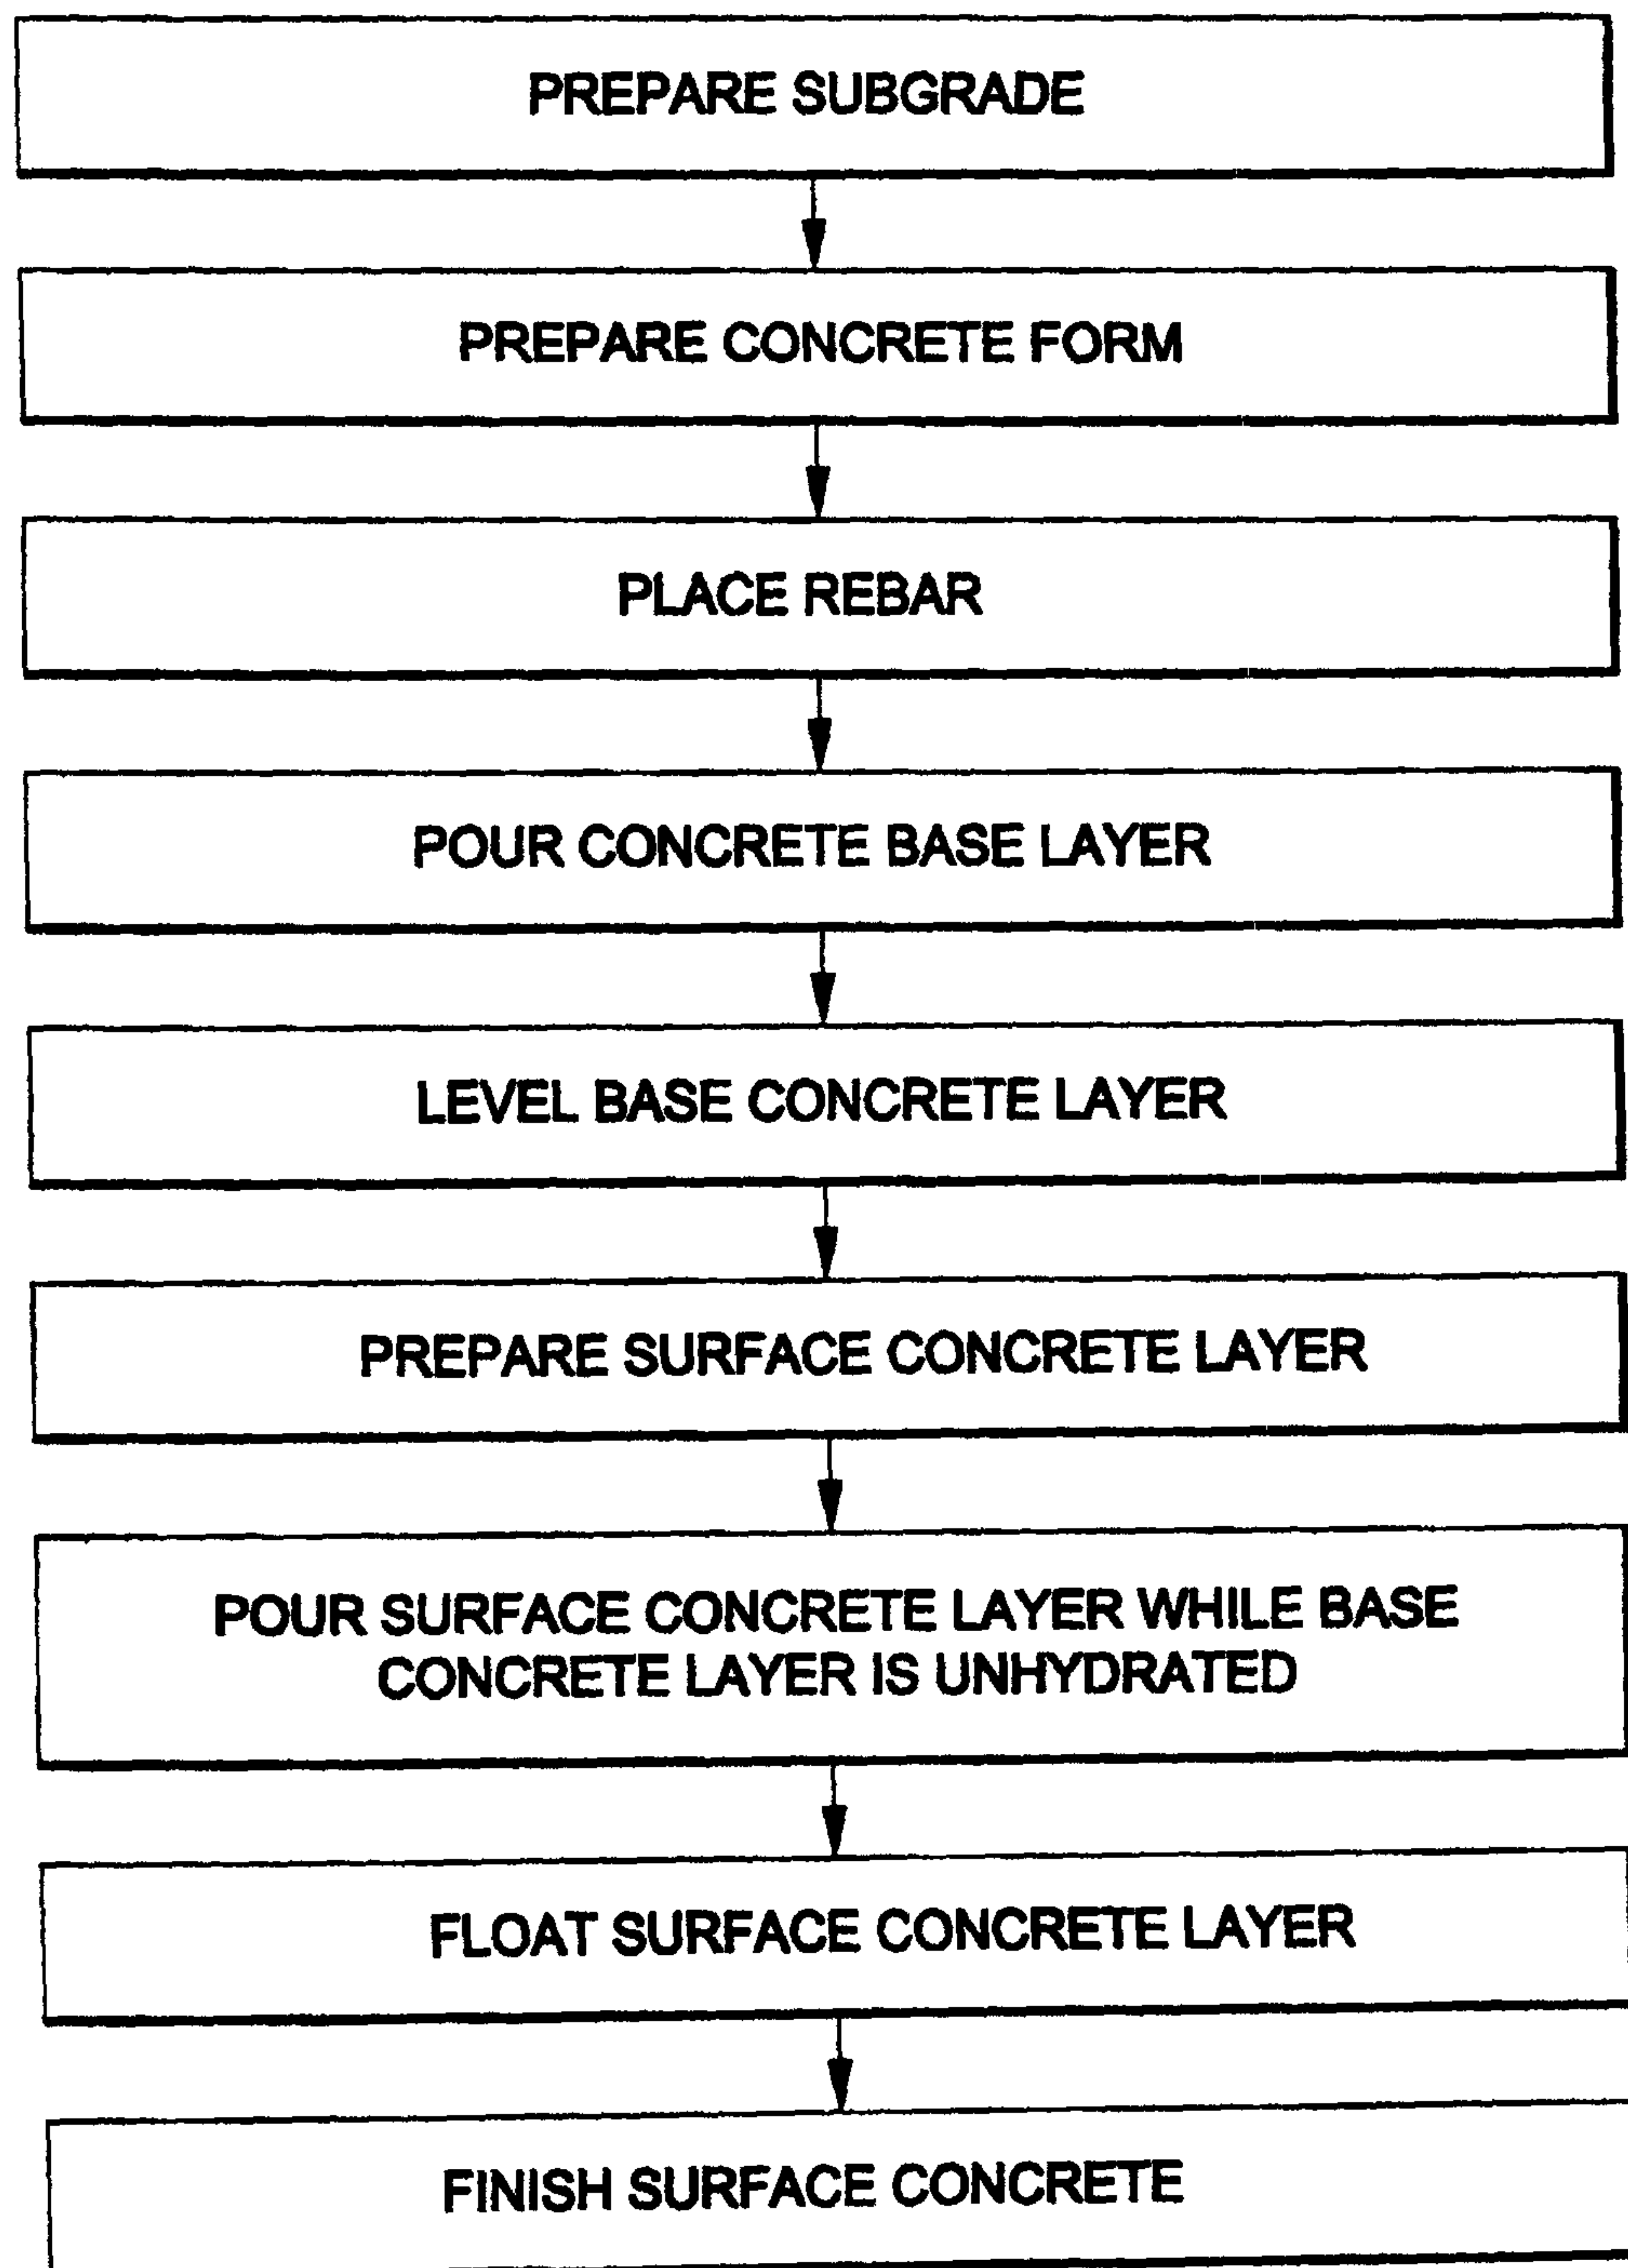 PREPARE SUBGRADE
PREPARE CONCRETE FORM
PLACE REBAR
POUR CONCRETE BASE LAYER
LEVEL BASE CONCRETE LAYER
PREPARE SURFACE CONCRETE LAYER
POUR SURFACE CONCRETE LAYER WHILE BASE
CONCRETE LAYER IS UNHYDRATED
FLOAT SURFACE CONCRETE LAYER
FINISH SURFACE CONCRETE